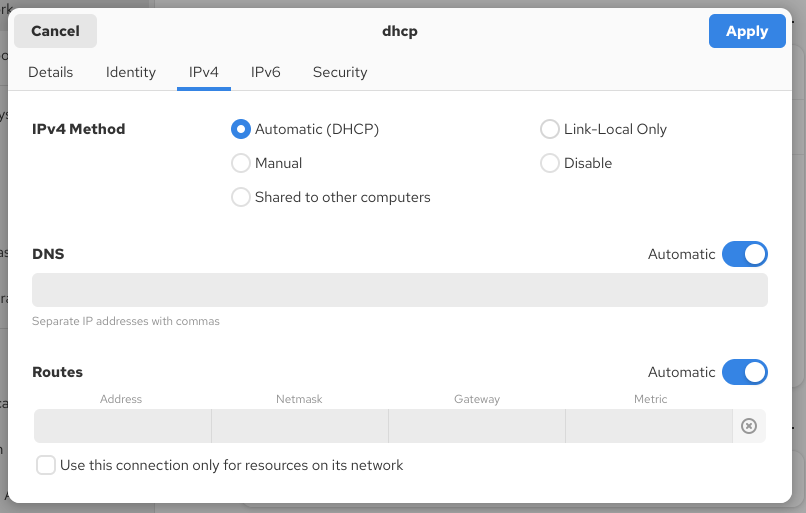 Cancel dhcp Apply
Details Identity IPv4 IPv6 Security
IPv4 Method Automatic (DHCP) Link-Local Only
Manual Disable
Shared to other computers
DNS Automatic
Separate IP addresses with commas
Routes Automatic
Address Netmask Gateway Metric
Use this connection only for resources on its network